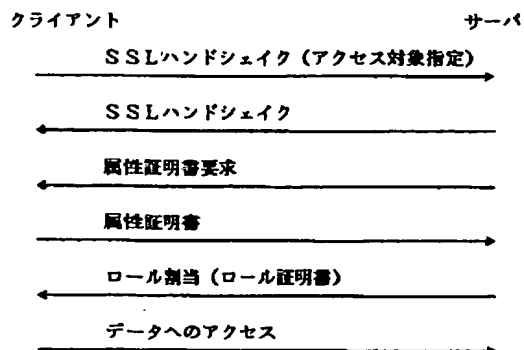 クライアント
サーバ
SSLハンドシェイク（アクセス対象指定）
SSLハンドシェイク
属性証明書要求
属性証明書
ロール割当（ロール証明書）
データへのアクセス